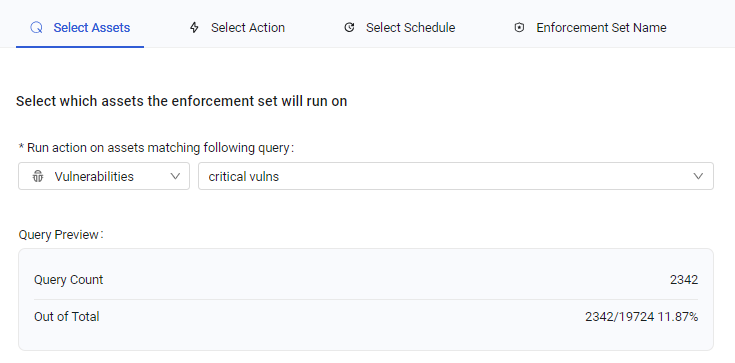 Select Assets Select Action Select Schedule Enforcement Set Name
Select which assets the enforcement set will run on
* Run action on assets matching following query:
Vulnerabilities critical vulns
Query Preview:
Query Count 2342
Out of Total 2342/19724 11.87%